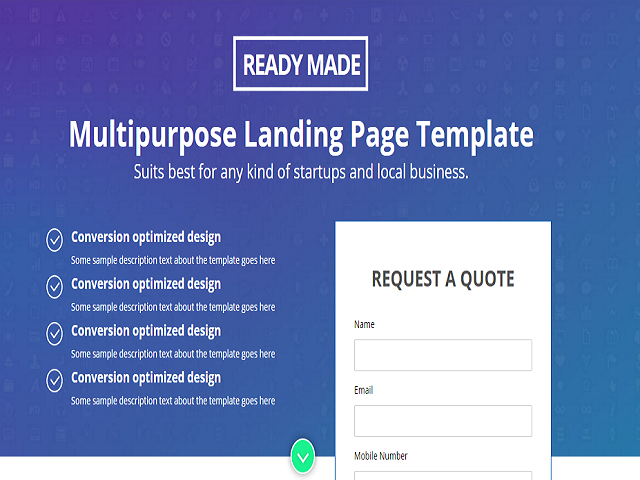 READY MADE
Multipurpose Landing Page Template
Suits best for any kind of startups and local business.
Conversion optimized design
Some sample description text about the template goes here
Conversion optimized design
Some sample description text about the template goes here
Conversion optimized design
Some sample description text about the template goes here
Conversion optimized design
Some sample description text about the template goes here
REQUEST A QUOTE
Name
Email
Mobile Number